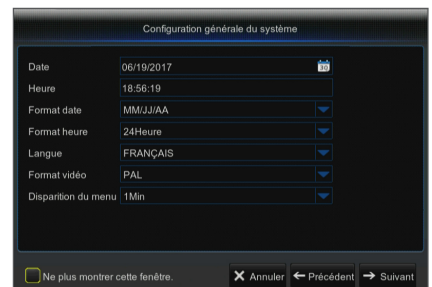 Configuration générale du système
Date 06/19/2017 30
Heure 18:56:19
Format date MM/JJ/AA
Format heure 24Heure
Langue FRANÇAIS
Format vidéo PAL
Disparition du menu 1Min
Ne plus montrer cette fenêtre. Annuler Précédent Suivant